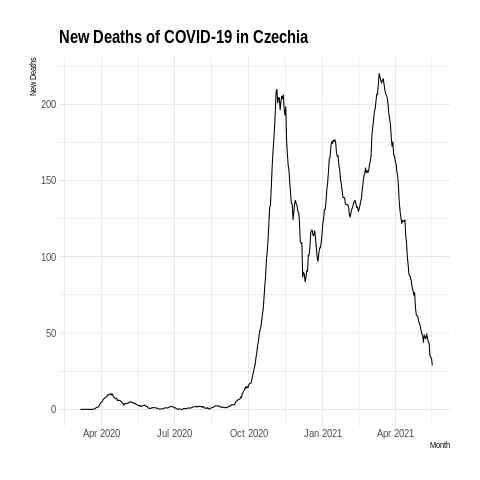 New Deaths of COVID-19 in Czechia
New Deaths
200
150
100
50
0
Apr 2020 Jul 2020 Oct 2020 Jan 2021 Apr 2021
Month